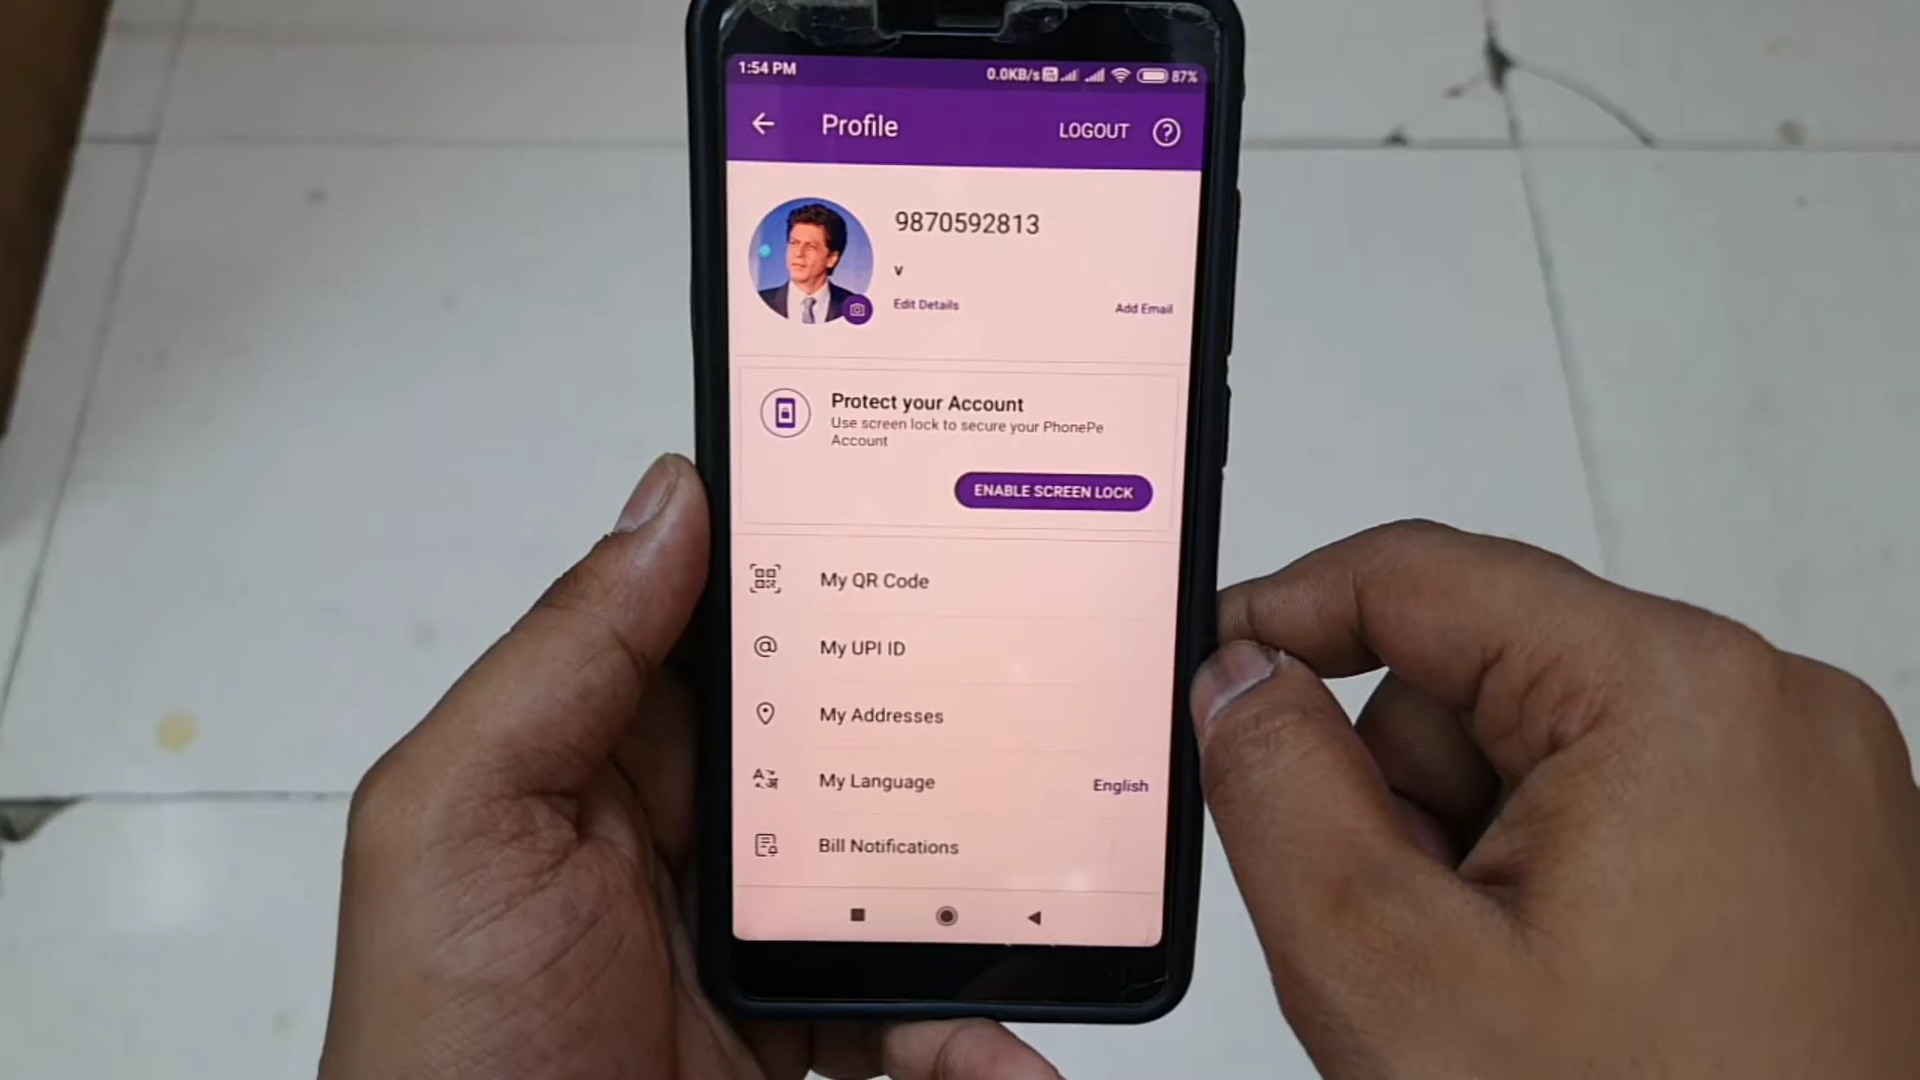 1:54 PM 0.0KB/s 87%
Profile LOGOUT ?
9870592813
v
Edit Details Add Email
Protect your Account
Use screen lock to secure your PhonePe
Account
ENABLE SCREEN LOCK
My QR Code
@ My UPI ID
My Addresses
My Language English
Bill Notifications